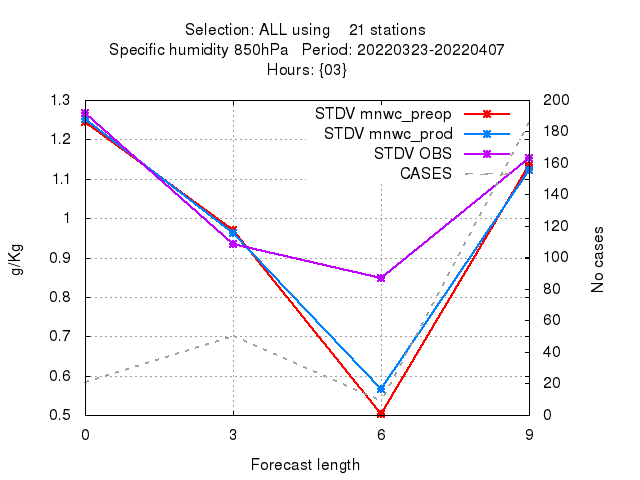 Selection: ALL using 21 stations
Specific humidity 850hPa Period: 20220323-20220407
Hours: {03}
STDV mnwc_preop
STDV mnwc_prod
STDV OBS
CASES
g/Kg
1.3
1.2
1.1
1
0.9
0.8
0.7
0.6
0.5
200
180
160
140
120
100
80
60
40
20
0
No cases
0 3 6 9
Forecast length